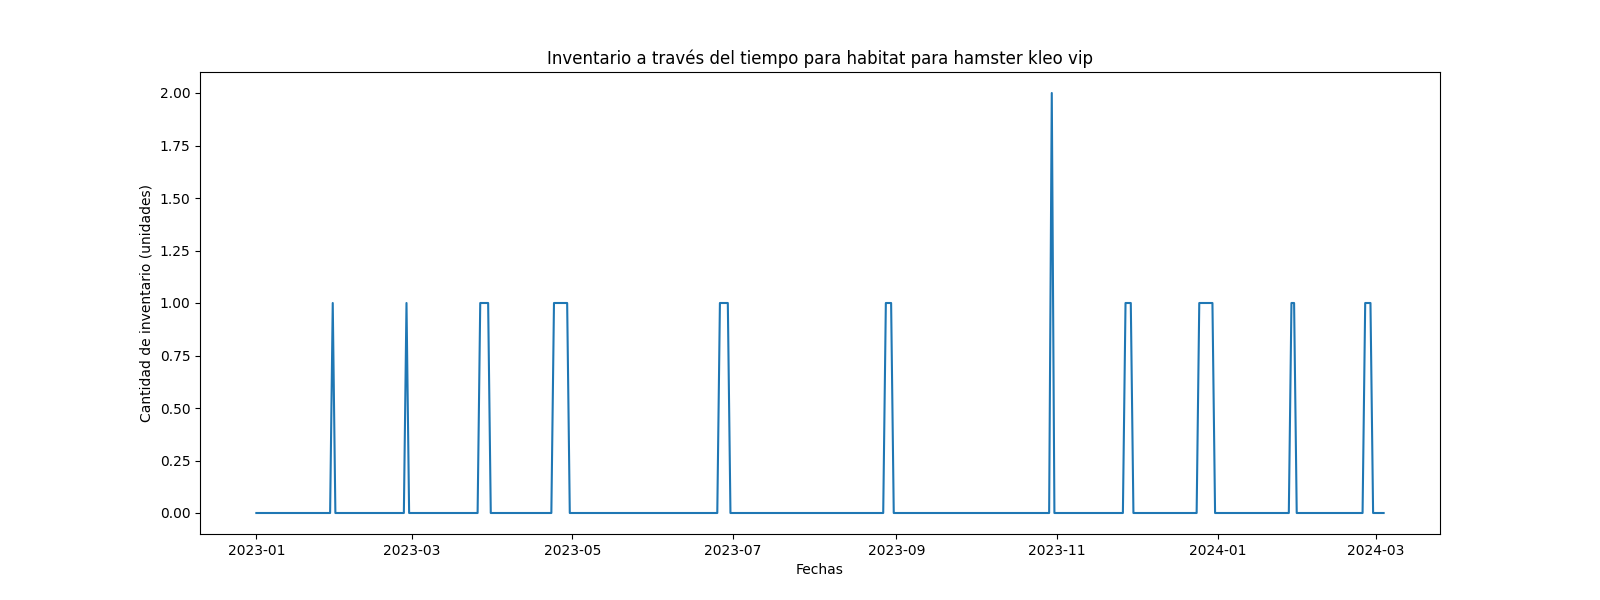 Inventario a través del tiempo para habitat para hamster kleo vip
Cantidad de inventario (unidades)
2.00
1.75
1.50
1.25
1.00
0.75
0.50
0.25
0.00
2023-01 2023-03 2023-05 2023-07 2023-09 2023-11 2024-01 2024-03
Fechas